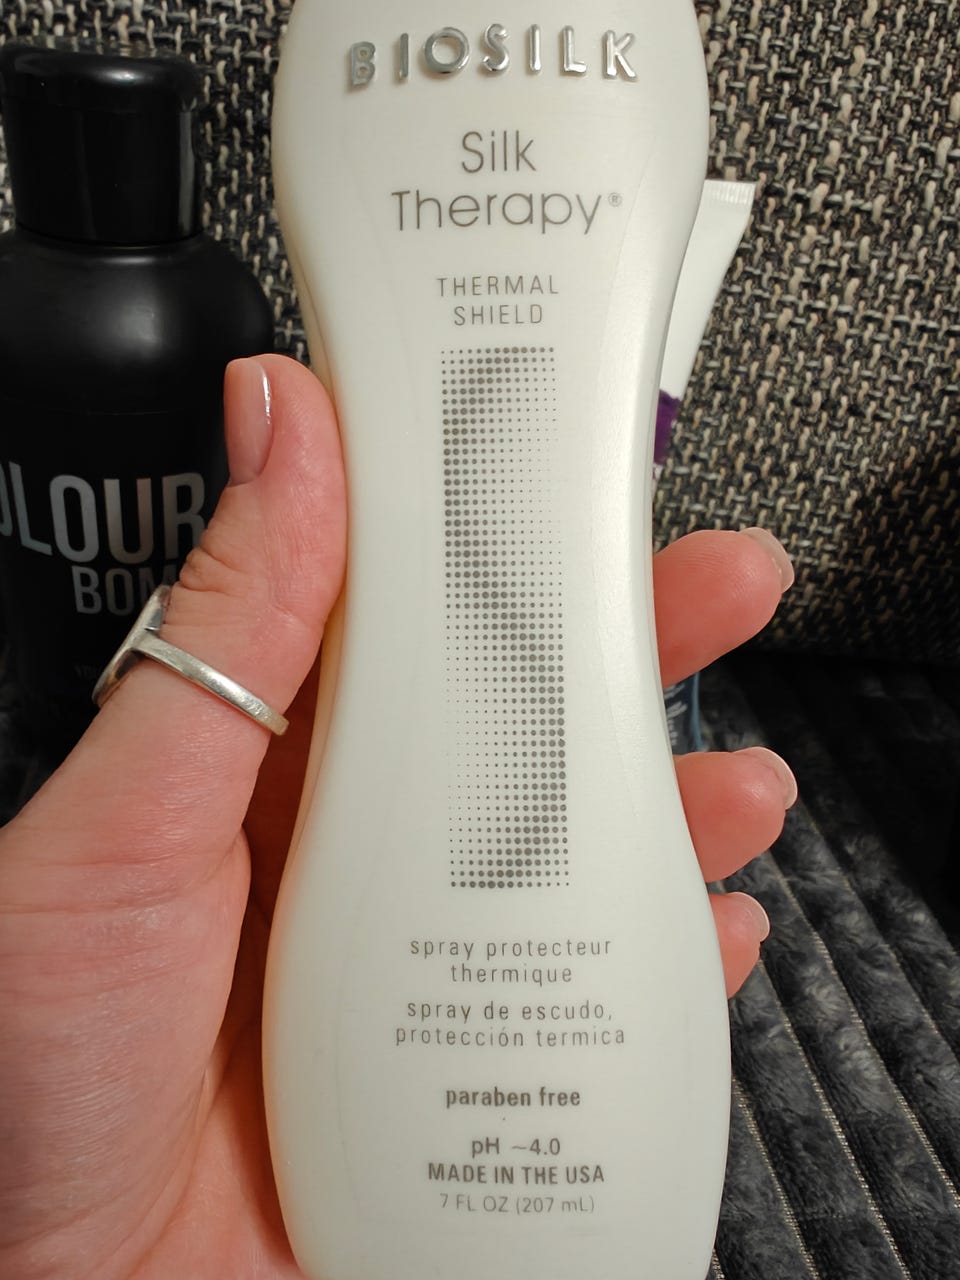 BIOSILK
Silk
Therapy®
THERMAL
SHIELD
spray protecteur
thermique
spray de escudo,
protección termica
paraben free
pH ~4.0
MADE IN THE USA
7 FL OZ (207 mL)
OLOUR
BOM